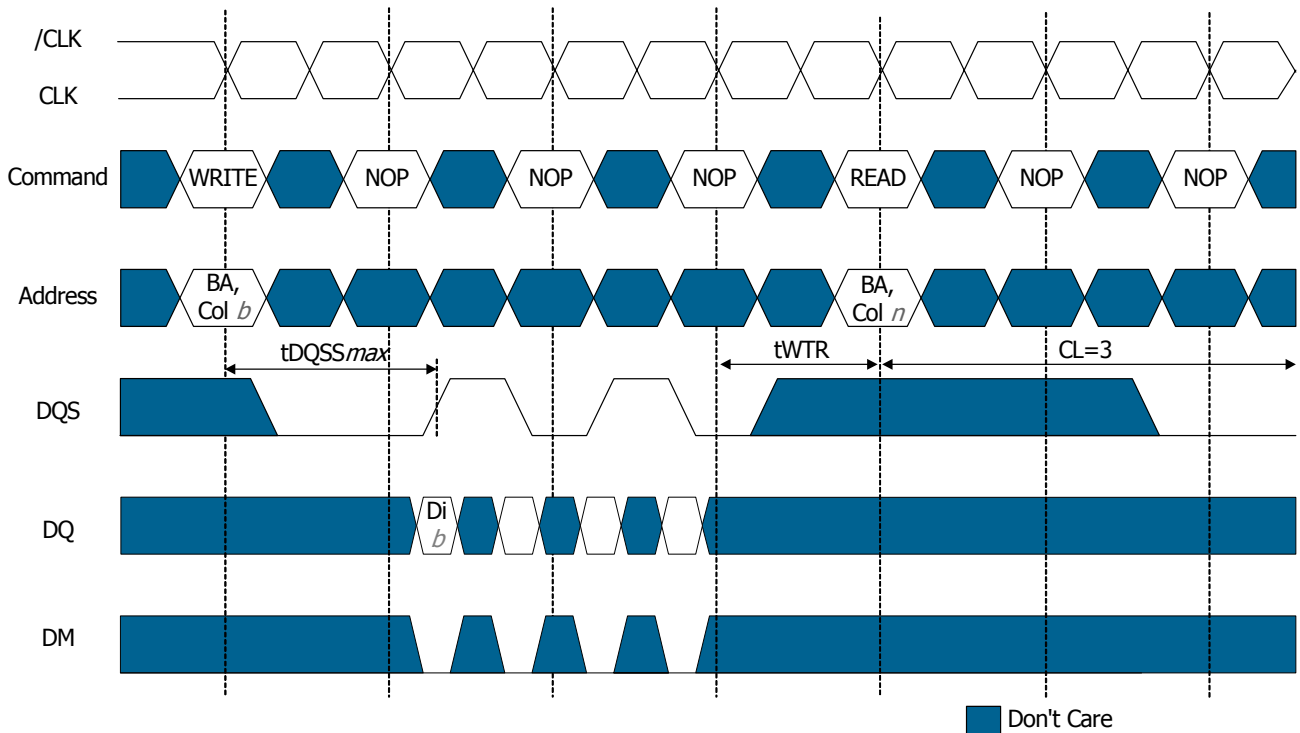 /CLK
CLK
Command
WRITE
NOP
NOP
NOP
READ
NOP
NOP
Address
BA,
Col b
BA,
Col n
tDQSSmax
tWTR
CL=3
DQS
DQ
Di
b
DM
Don't Care